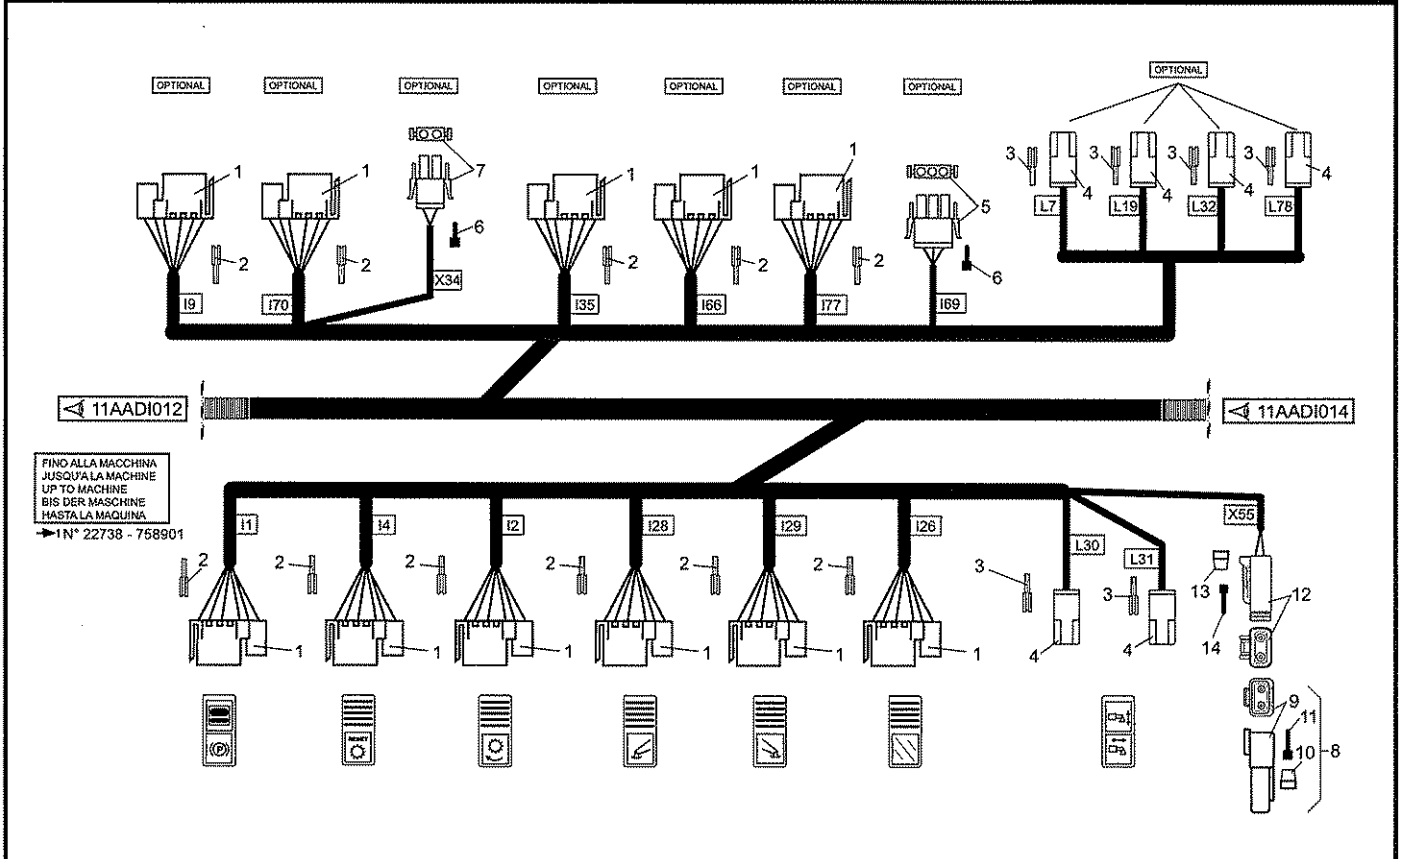 OPTIONAL
OPTIONAL OPTIONAL OPTIONAL OPTIONAL OPTIONAL OPTIONAL OPTIONAL
1 1 7 1 1 1 5 3 3 3 3
4 4 4 4
L7 L19 L32 L78
2 2 6 2 2 2 6
X34
I9 I70 I35 I66 I77 I69
11AADI012 11AADI014
FINO ALLA MACCHINA
JUSQU'A LA MACHINE
UP TO MACHINE
BIS DER MASCHINE
HASTA LA MAQUINA
1N° 22738 - 758901
I1 I4 I2 I28 I29 I26 X55
L30 L31
2 2 2 2 2 2 3 3 13 12
14
1 1 1 1 1 1 4 4
RESET
P
9 11
10 8